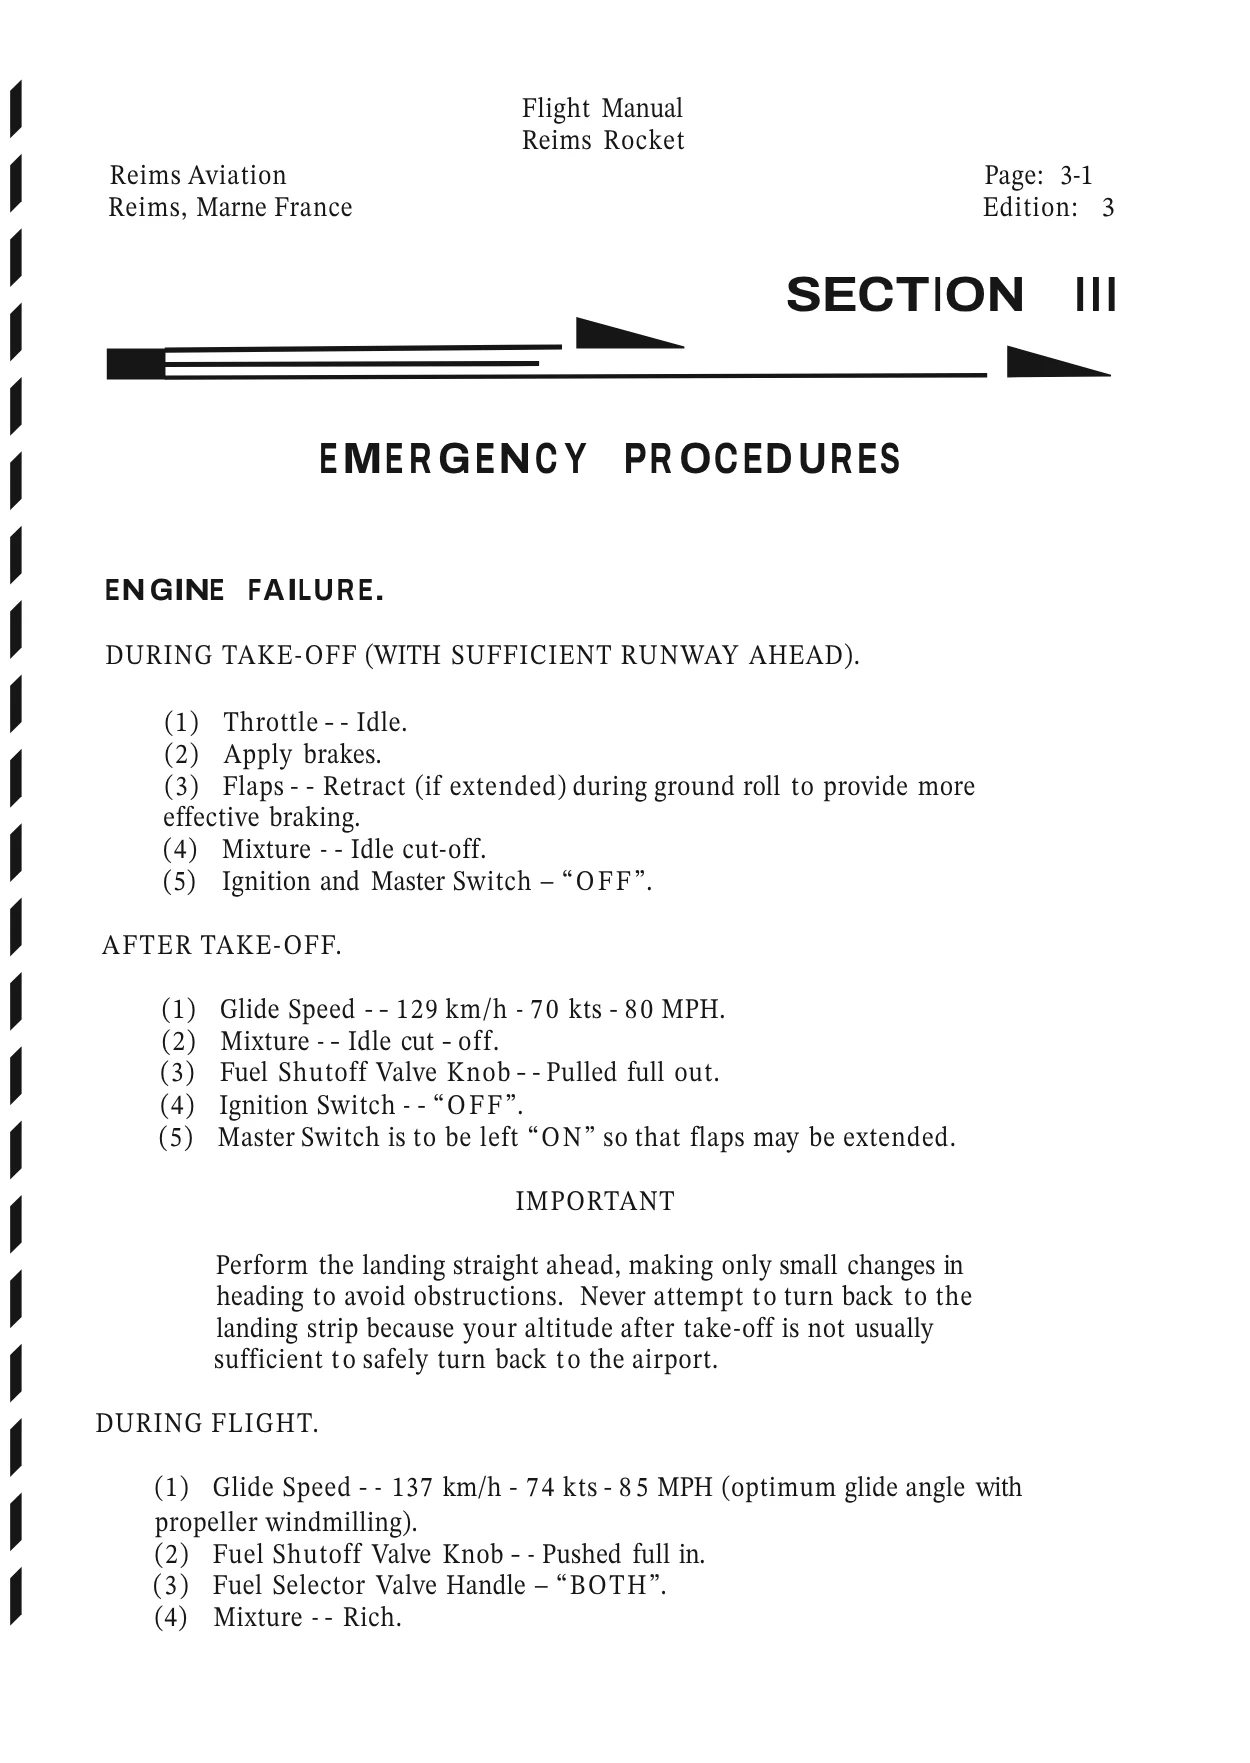 Flight Manual
Reims Rocket
Reims Aviation
Page: 3-1
Reims, Marne France
Edition: 3
SECTION III
EMERGENCY PROCEDURES
ENGINE FAILURE.
DURING TAKE-OFF (WITH SUFFICIENT RUNWAY AHEAD).
(1) Throttle - - Idle.
(2) Apply brakes.
(3) Flaps - - Retract (if extended) during ground roll to provide more
effective braking.
(4) Mixture - - Idle cut-off.
(5) Ignition and Master Switch – “OFF”.
AFTER TAKE-OFF.
(1) Glide Speed - - 129 km/h - 70 kts - 80 MPH.
(2) Mixture - - Idle cut - off.
(3) Fuel Shutoff Valve Knob - - Pulled full out.
(4) Ignition Switch - - “OFF”.
(5) Master Switch is to be left “ON” so that flaps may be extended.
IMPORTANT
Perform the landing straight ahead, making only small changes in
heading to avoid obstructions. Never attempt to turn back to the
landing strip because your altitude after take-off is not usually
sufficient to safely turn back to the airport.
DURING FLIGHT.
(1) Glide Speed - - 137 km/h - 74 kts - 85 MPH (optimum glide angle with
propeller windmilling).
(2) Fuel Shutoff Valve Knob - - Pushed full in.
(3) Fuel Selector Valve Handle – “BOTH”.
(4) Mixture - - Rich.